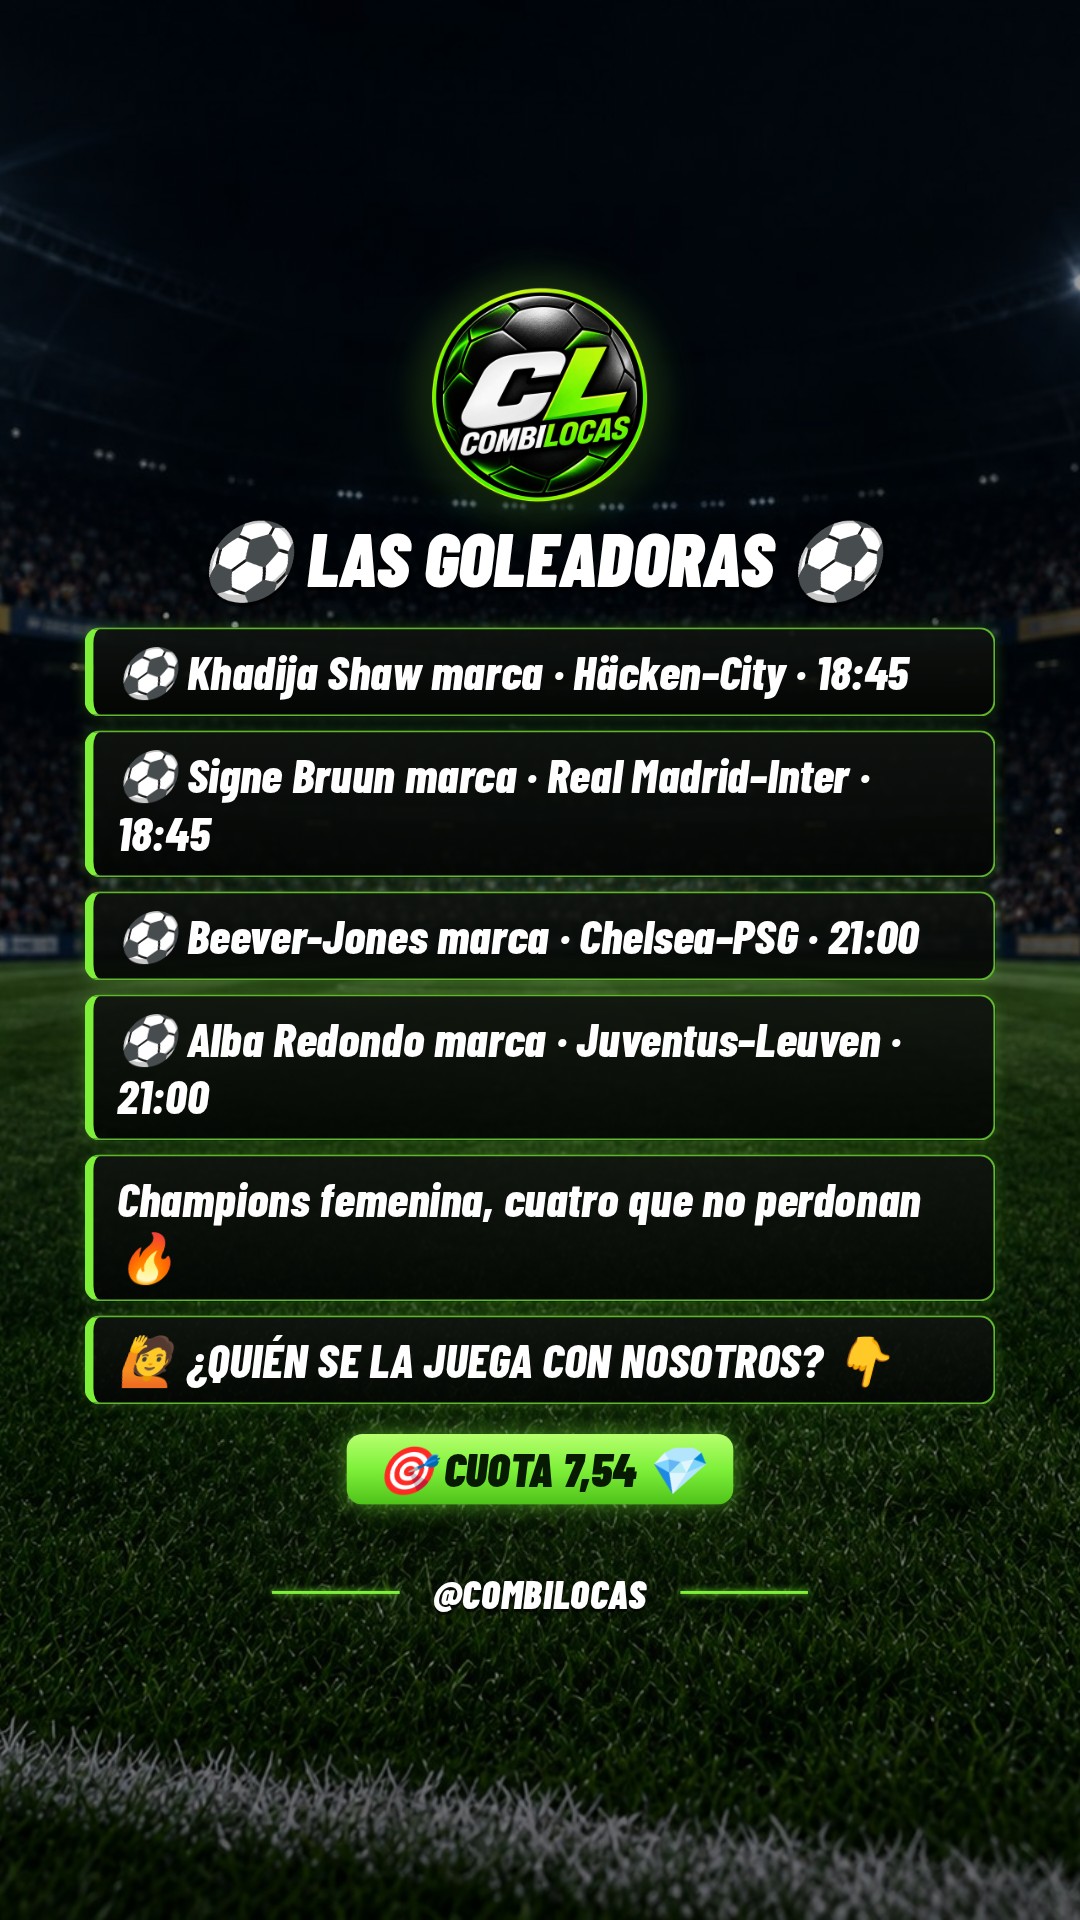 CL
COMBILOCAS
⚽ LAS GOLEADORAS ⚽
⚽ Khadija Shaw marca · Häcken-City · 18:45
⚽ Signe Bruun marca · Real Madrid-Inter ·
18:45
⚽ Beever-Jones marca · Chelsea-PSG · 21:00
⚽ Alba Redondo marca · Juventus-Leuven ·
21:00
Champions femenina, cuatro que no perdonan
🔥
🙋 ¿QUIÉN SE LA JUEGA CON NOSOTROS? 👇
🎯 CUOTA 7,54 💎
@COMBILOCAS